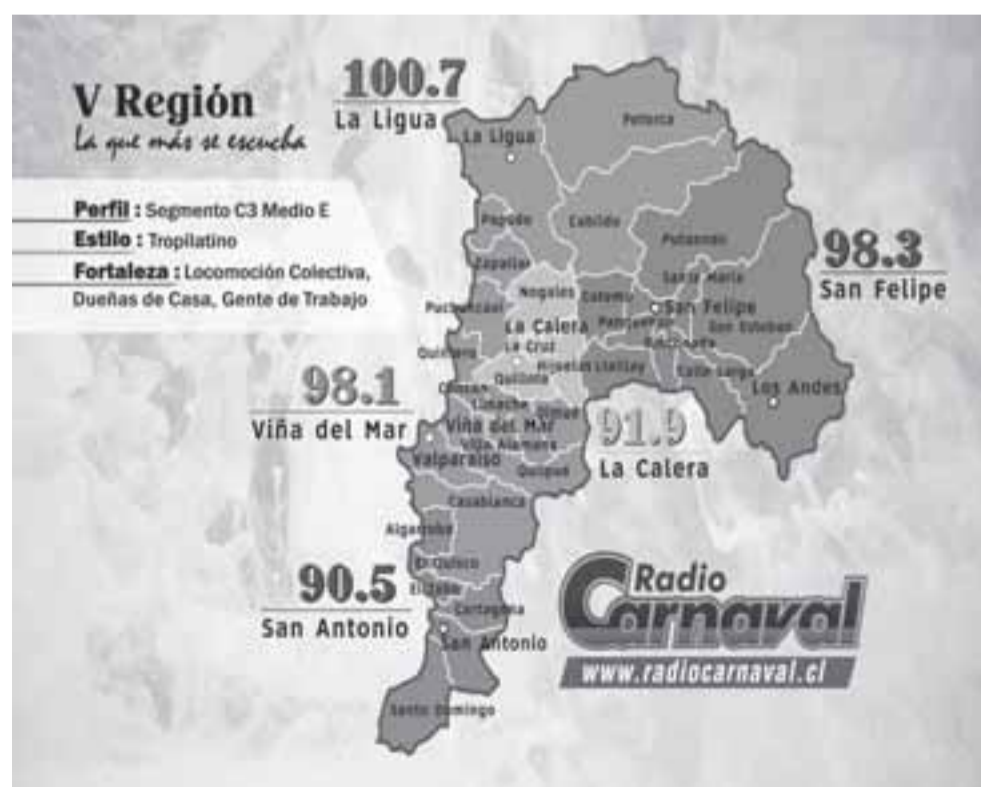 V Región
La que más se escucha
Perfil : Segmento C3 Medio E
Estilo : Tropilatino
Fortaleza : Locomoción Colectiva,
Dueñas de Casa, Gente de Trabajo
100.7
La Ligua
La Ligua
Petorca
Papudo
Cabildo
Putaendo
98.3
San Felipe
Zapallar
Santa María
Nogales
Catemu
San Felipe
Puchuncaví
La Calera
Panquehue
San Esteban
La Cruz
Rinconada
Quintero
Hijuelas
Llaillay
Calle Larga
Quillota
Los Andes
98.1
Viña del Mar
Concón
Limache
Olmué
Viña del Mar
Villa Alemana
Valparaíso
Quilpué
91.9
La Calera
Casablanca
Algarrobo
El Quisco
90.5
San Antonio
El Tabo
Cartagena
San Antonio
Santo Domingo
Radio
Carnaval
www.radiocarnaval.cl